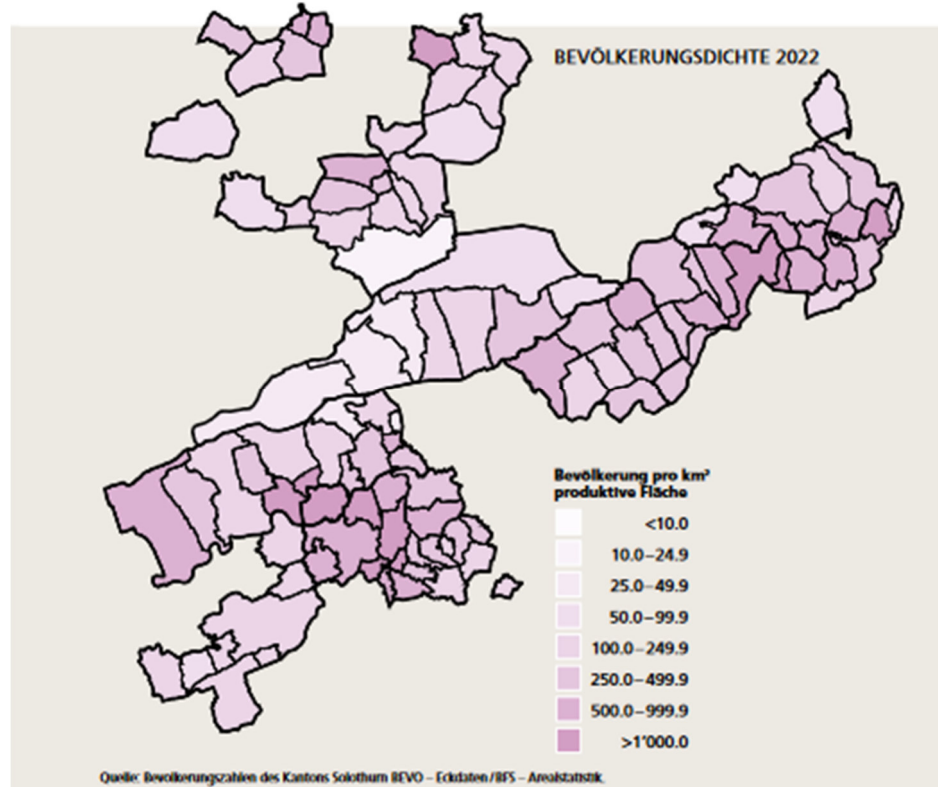 BEVÖLKERUNGSDICHTE 2022
Bevölkerung pro km²
produktive Fläche
<10.0
10.0–24.9
25.0–49.9
50.0–99.9
100.0–249.9
250.0–499.9
500.0–999.9
>1'000.0
Quelle: Bevölkerungszahlen des Kantons Solothurn BEVO – Eckdaten/BFS – Arealstatistik.